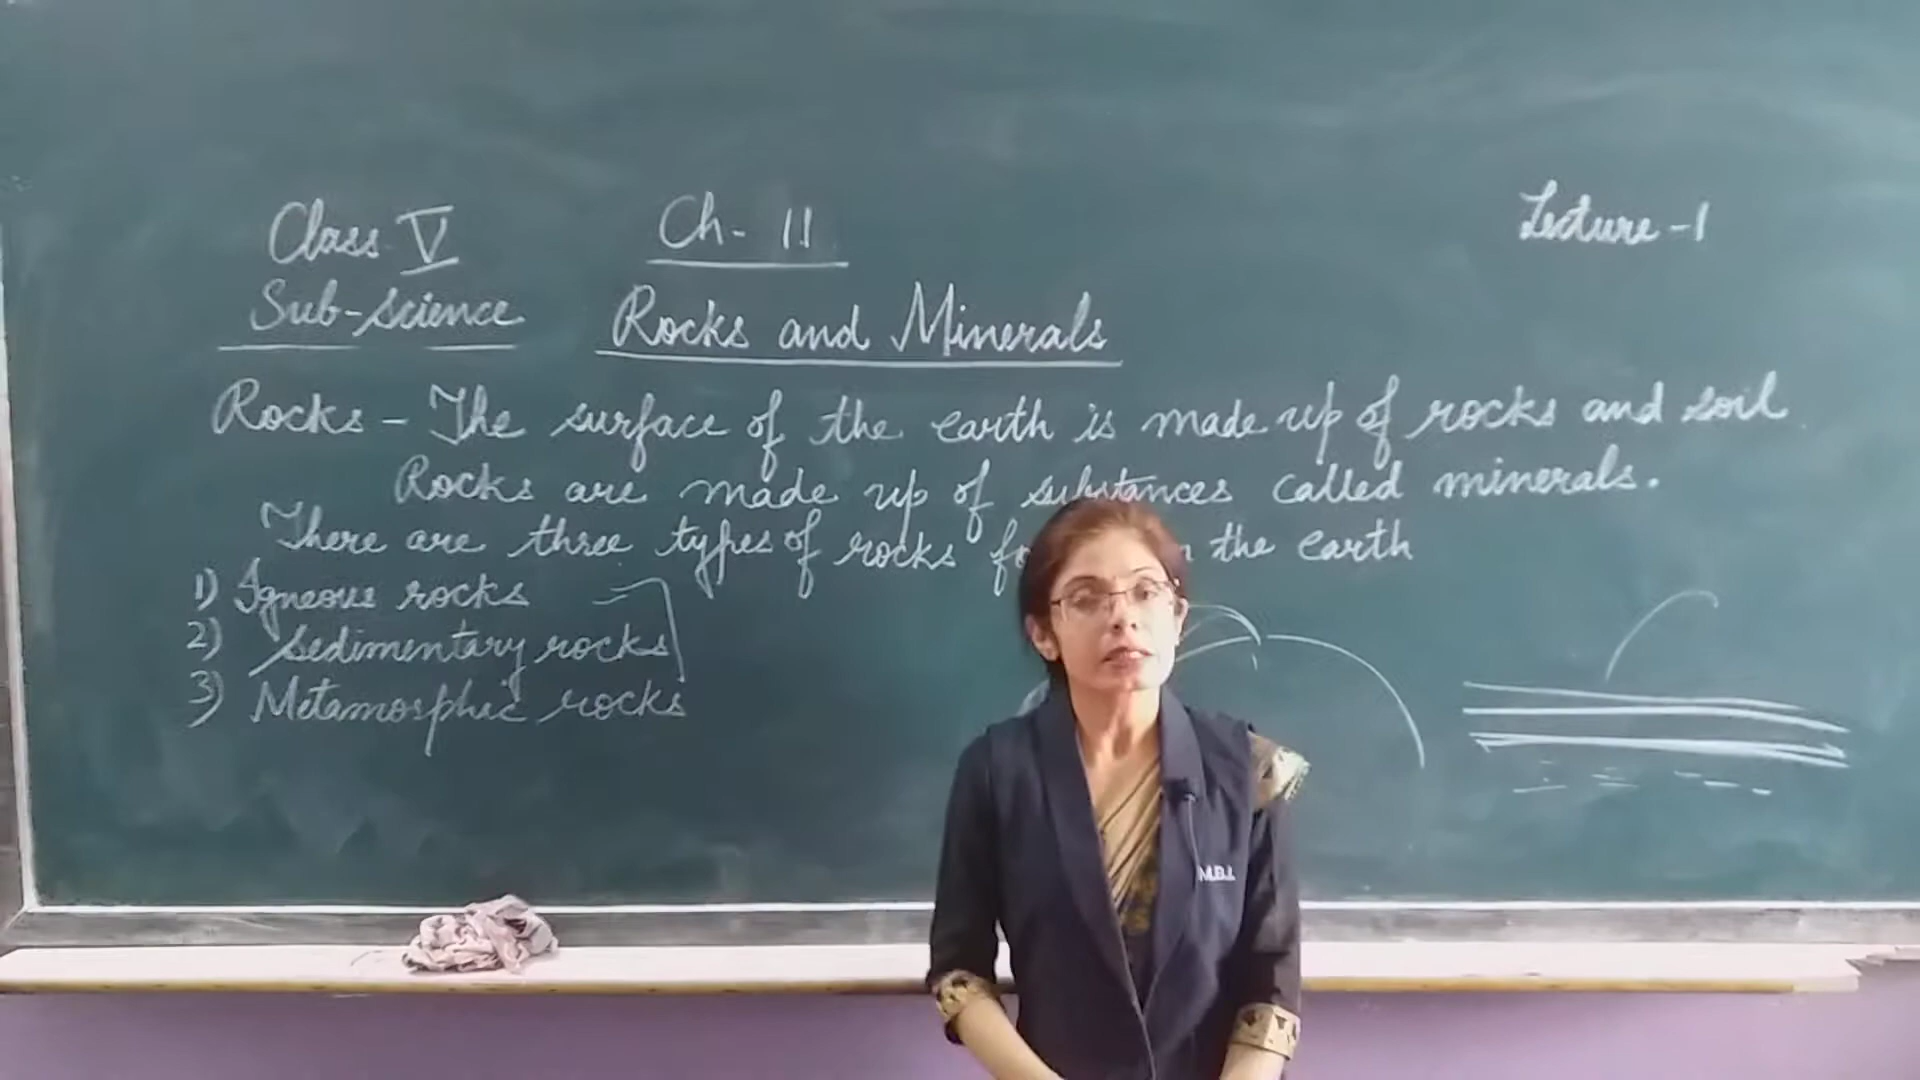 Class V
Ch- 11
Lecture-1
Sub-science
Rocks and Minerals
Rocks - The surface of the earth is made up of rocks and soil
Rocks are made up of substances called minerals.
There are three types of rocks the earth
1) Igneous rocks
2) Sedimentary rocks
3) Metamorphic rocks
M.B.I.